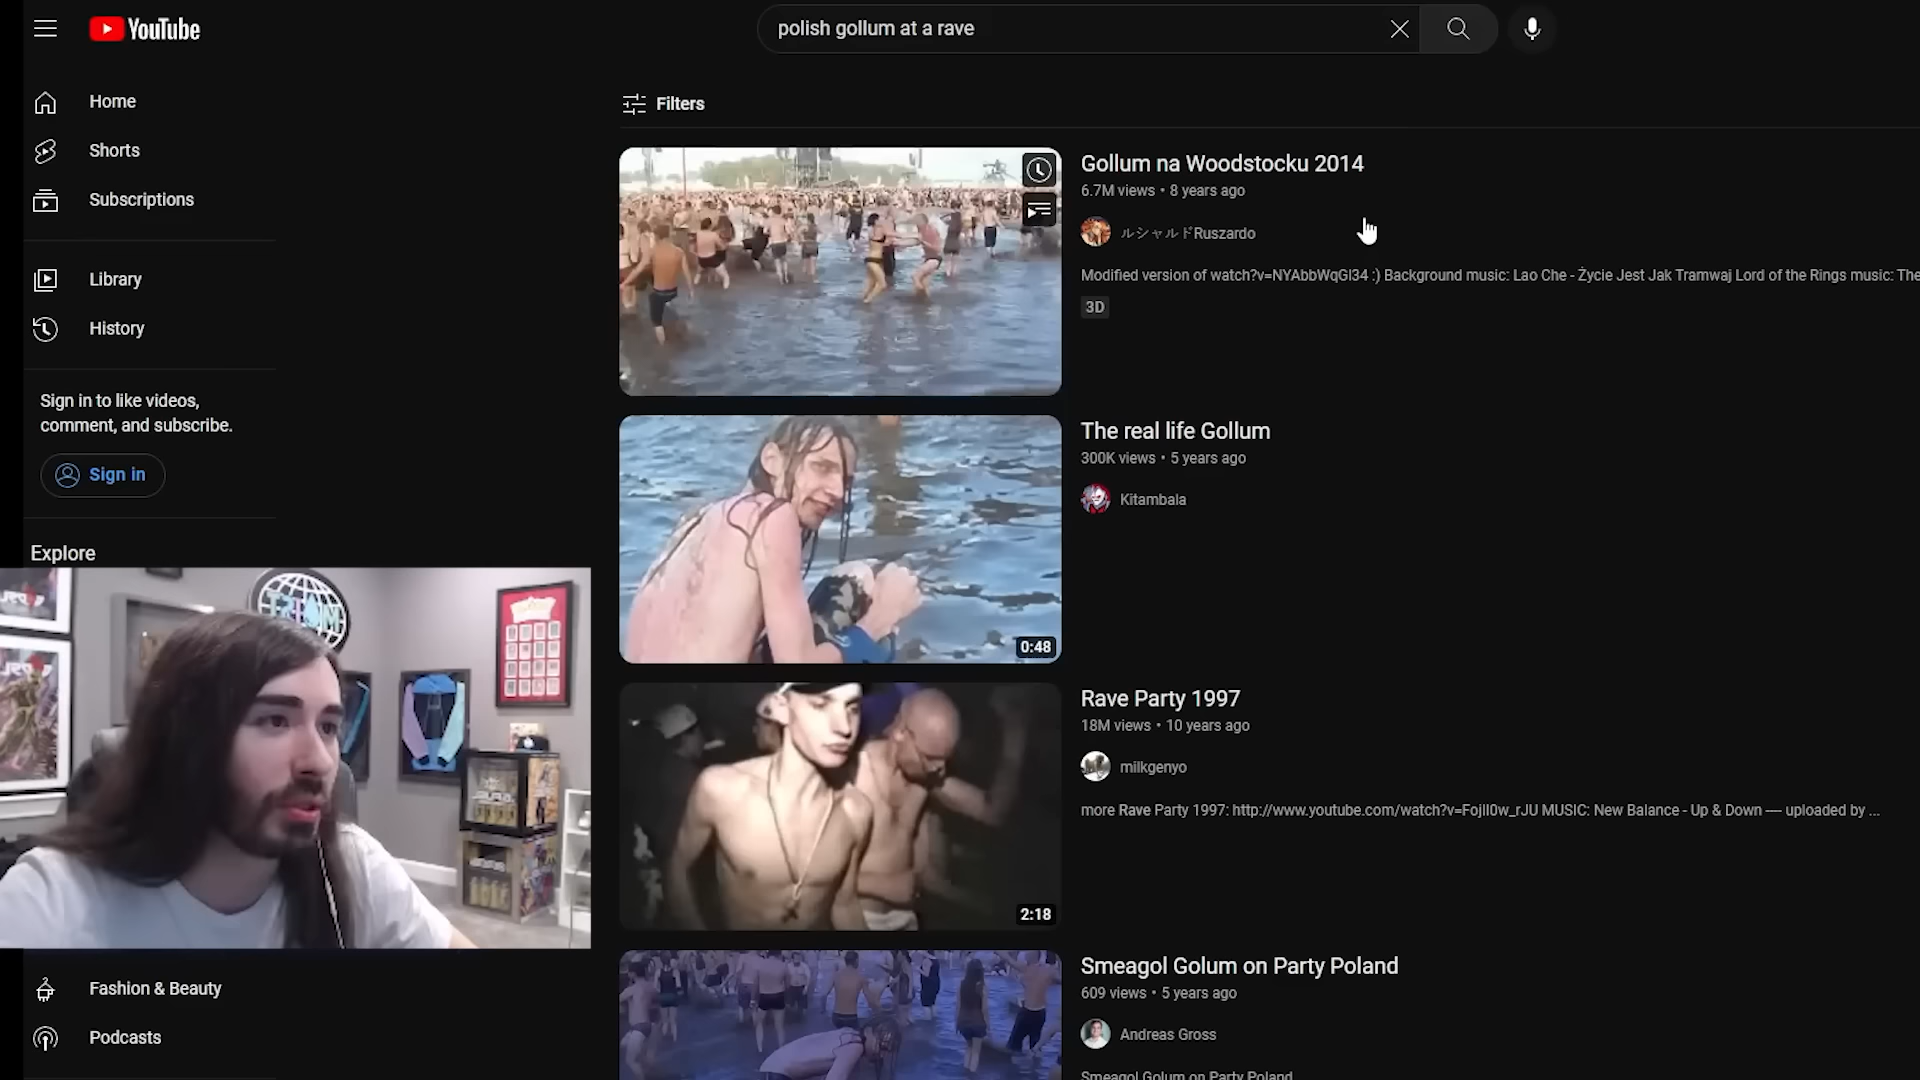 YouTube
polish gollum at a rave
Home
Shorts
Subscriptions
Library
History
Sign in to like videos,
comment, and subscribe.
Sign in
Explore
Fashion & Beauty
Podcasts
Filters
Gollum na Woodstocku 2014
6.7M views • 8 years ago
ルシャルドRuszardo
Modified version of watch?v=NYAbbWqGl34 :) Background music: Lao Che - Życie Jest Jak Tramwaj Lord of the Rings music: The
3D
The real life Gollum
300K views • 5 years ago
Kitambala
0:48
Rave Party 1997
18M views • 10 years ago
milkgenyo
more Rave Party 1997: http://www.youtube.com/watch?v=Fojll0w_rJU MUSIC: New Balance - Up & Down — uploaded by ...
2:18
Smeagol Golum on Party Poland
609 views • 5 years ago
Andreas Gross
Smeagol Golum on Party Poland